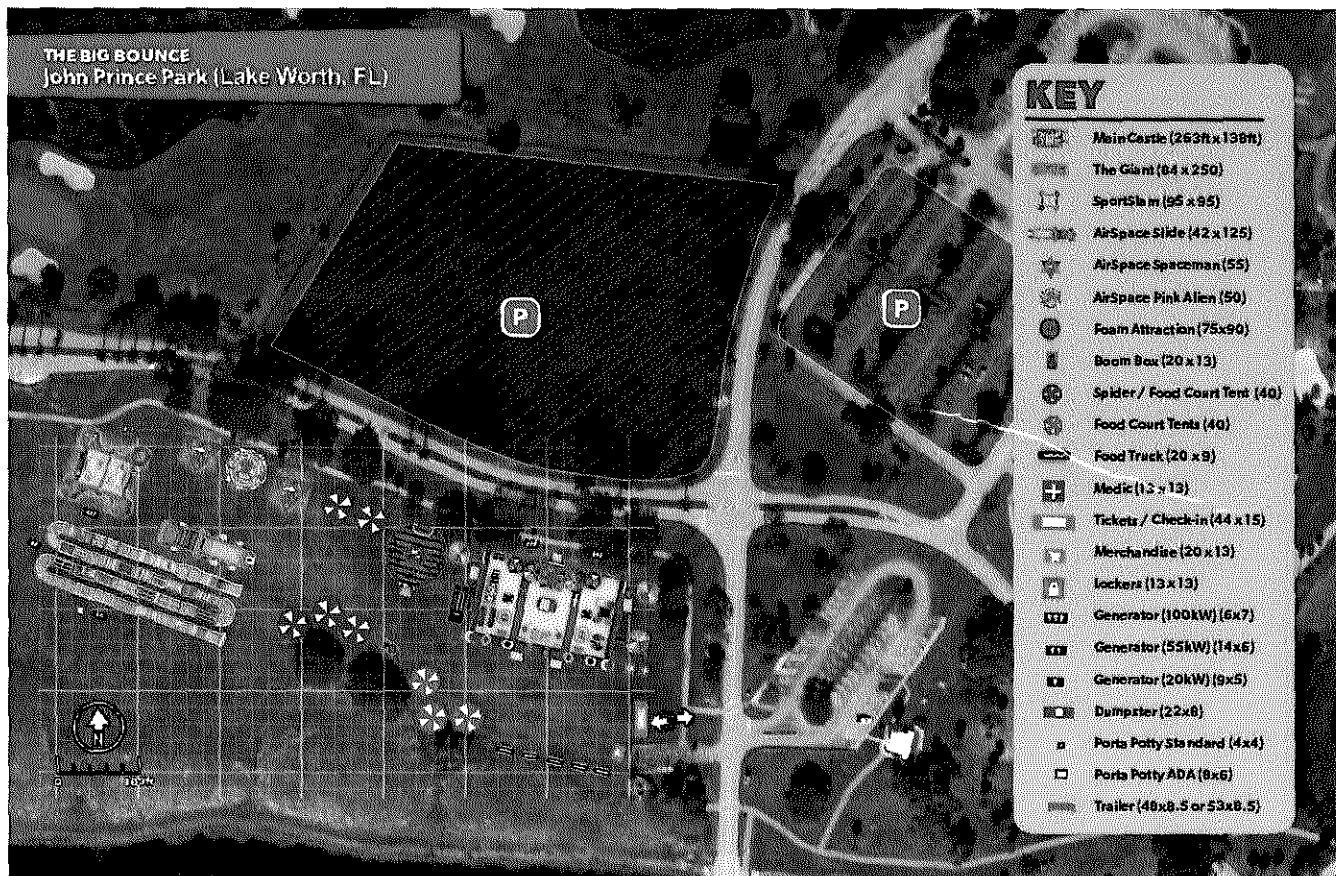 THE BIG BOUNCE
John Prince Park (Lake Worth, FL)
KEY
Main Castle (263ft x 138ft)
The Giant (84 x 250)
SportSlam (95 x 95)
AirSpace Slide (42 x 125)
AirSpace Spaceman (55)
AirSpace Pink Alien (50)
Foam Attraction (75x90)
Boom Box (20 x 13)
Spider / Food Court Tent (40)
Food Court Tents (40)
Food Truck (20 x 9)
Medic (13 x 13)
Tickets / Check-in (44 x 15)
Merchandise (20 x 13)
Lockers (13 x 13)
Generator (100kW) (6x7)
Generator (55kW) (14x6)
Generator (20kW) (9x5)
Dumpster (22x8)
Porta Potty Standard (4x4)
Porta Potty ADA (8x6)
Trailer (48x8.5 or 53x8.5)
P
P
N
0